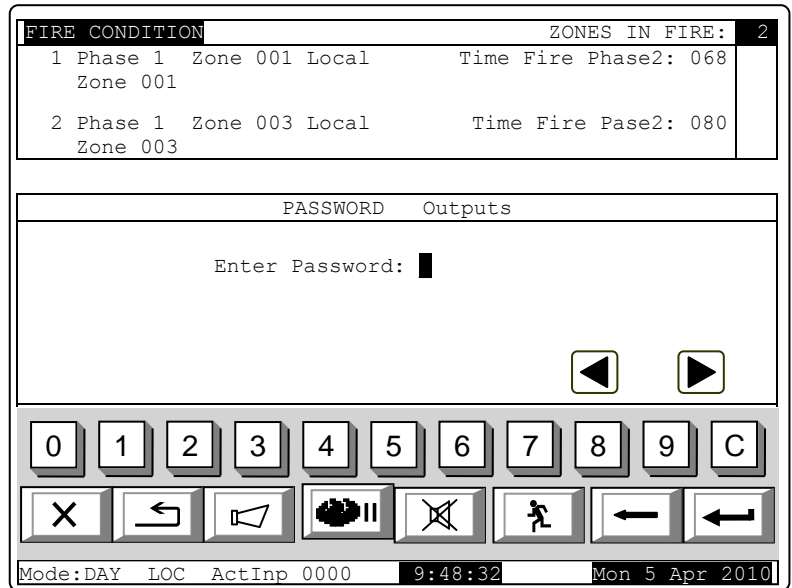 FIRE CONDITION ZONES IN FIRE: 2
1 Phase 1 Zone 001 Local Time Fire Phase2: 068
Zone 001
2 Phase 1 Zone 003 Local Time Fire Pase2: 080
Zone 003
PASSWORD Outputs
Enter Password:
0 1 2 3 4 5 6 7 8 9 C
Mode:DAY LOC ActInp 0000 9:48:32 Mon 5 Apr 2010